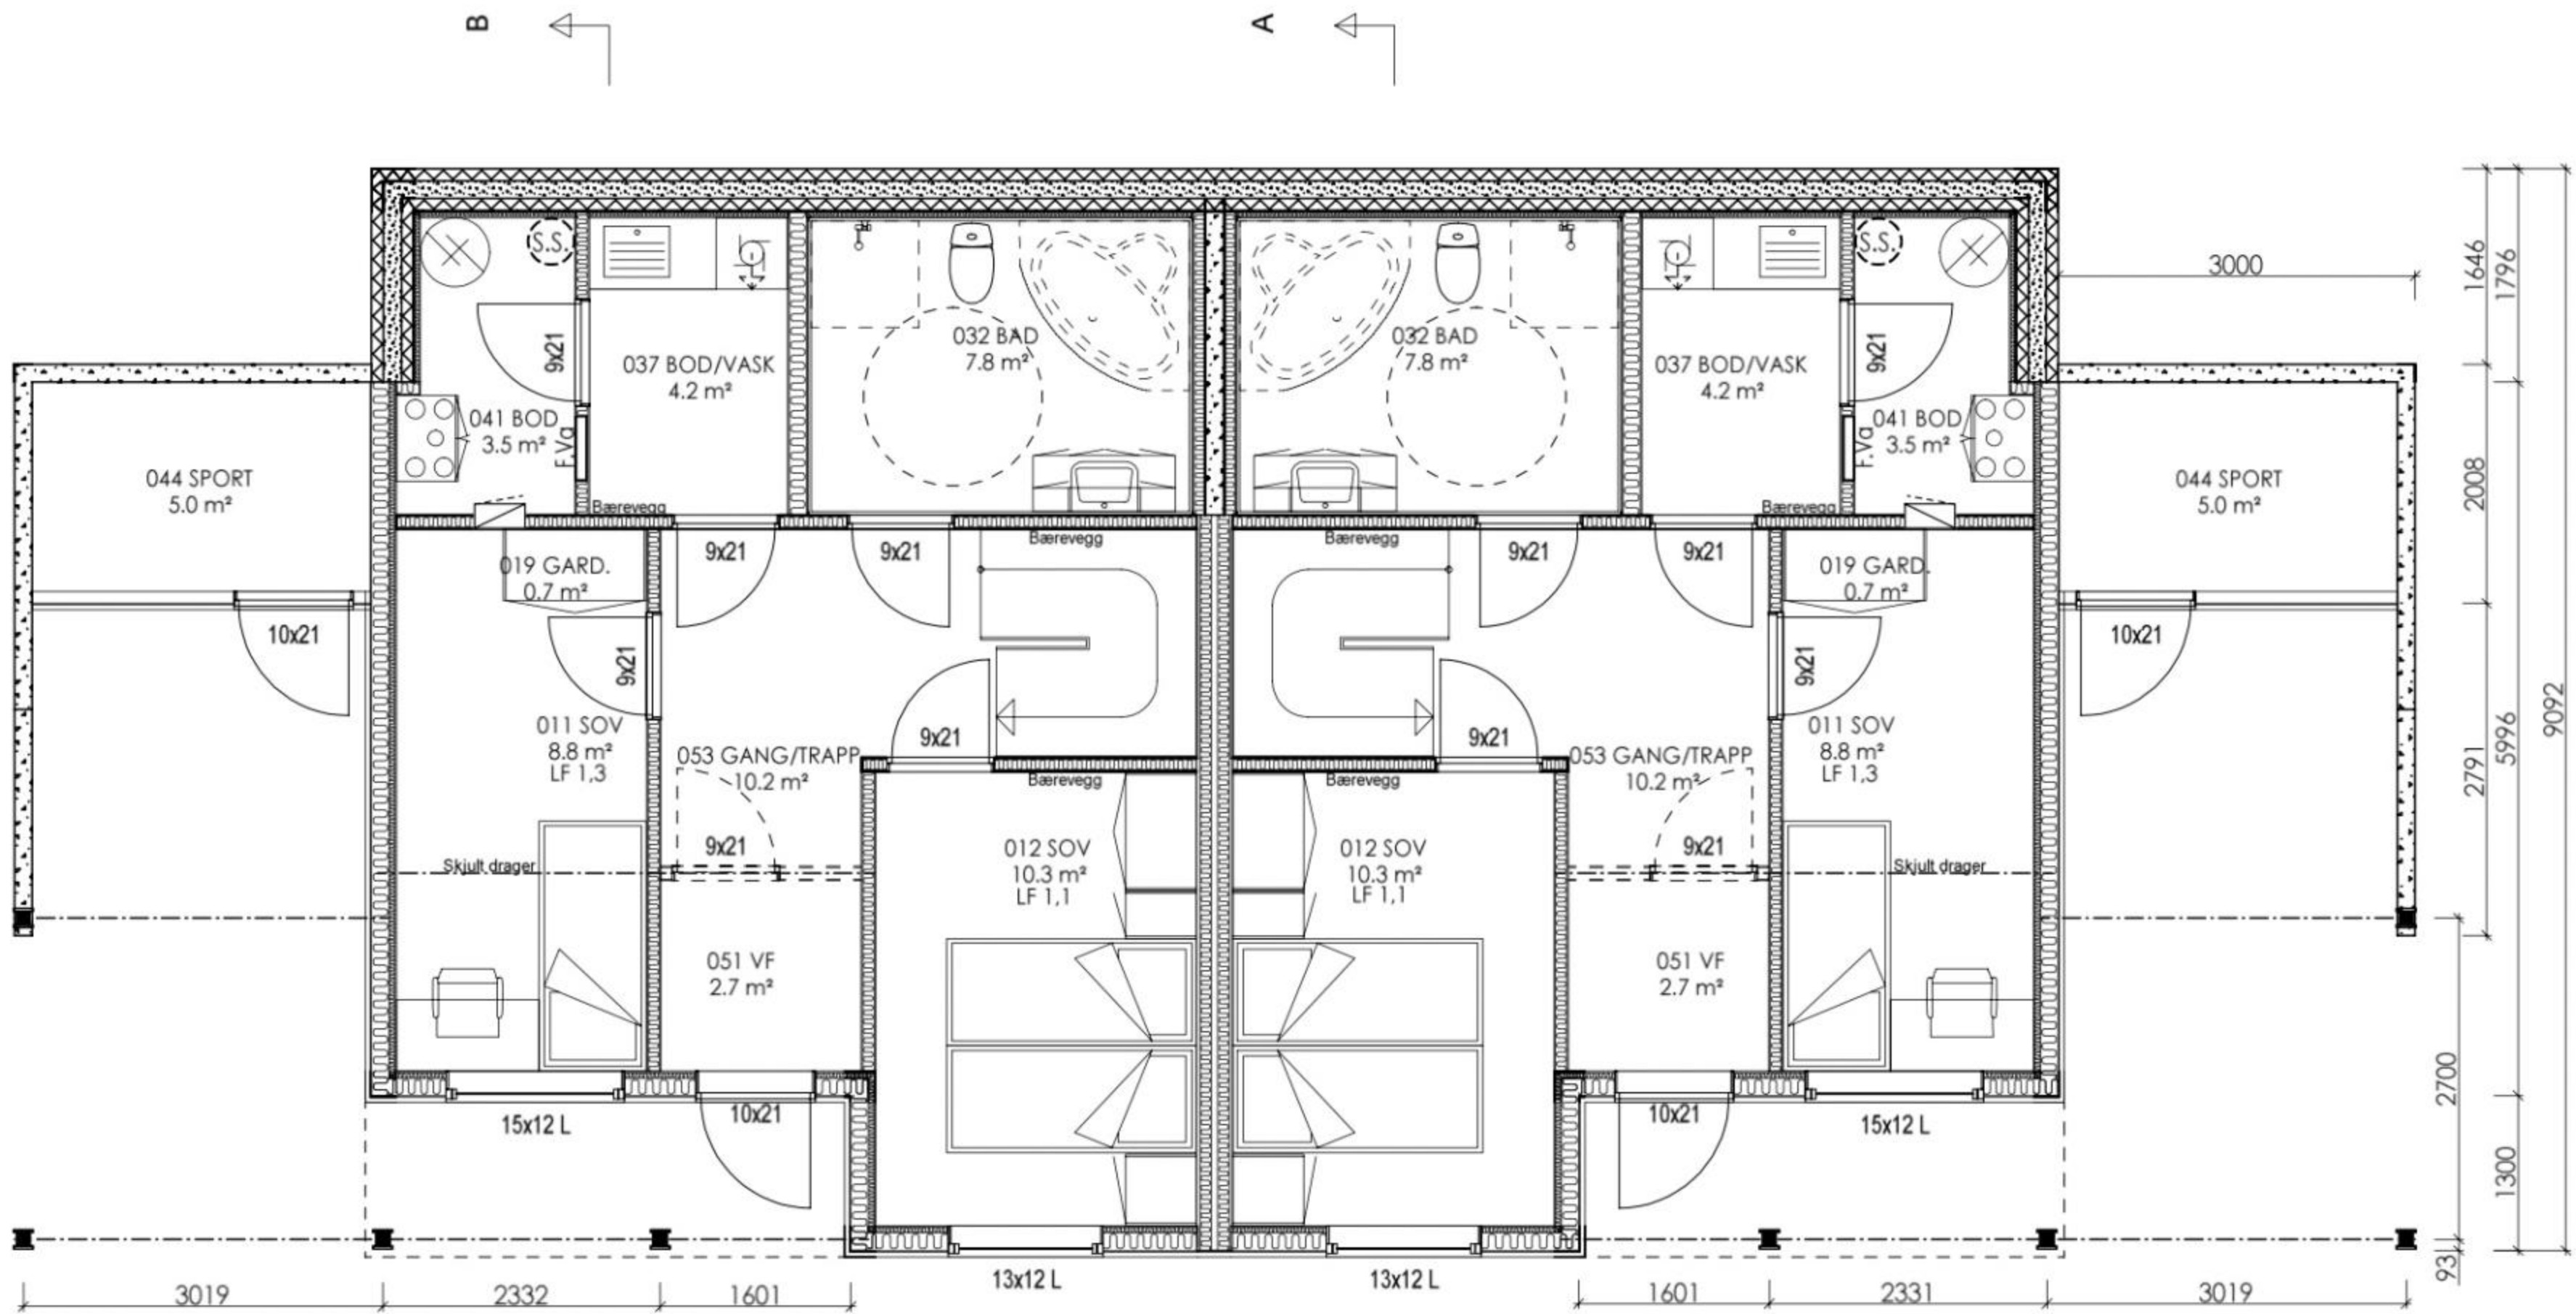 B
A
3000
1646
1796
S.S.
S.S.
9x21
9x21
032 BAD
7.8 m²
032 BAD
7.8 m²
037 BOD/VASK
4.2 m²
037 BOD/VASK
4.2 m²
041 BOD
3.5 m²
F.Va
F.Va
041 BOD
3.5 m²
044 SPORT
5.0 m²
044 SPORT
5.0 m²
2008
Bærevegg
Bærevegg
Bærevegg
Bærevegg
019 GARD.
0.7 m²
9x21
9x21
9x21
9x21
019 GARD.
0.7 m²
10x21
9x21
9x21
10x21
011 SOV
8.8 m²
LF 1,3
9x21
9x21
011 SOV
8.8 m²
LF 1,3
5996
9092
2791
053 GANG/TRAPP
10.2 m²
Bærevegg
Bærevegg
053 GANG/TRAPP
10.2 m²
9x21
9x21
012 SOV
10.3 m²
LF 1,1
012 SOV
10.3 m²
LF 1,1
Skjult drager
Skjult drager
051 VF
2.7 m²
051 VF
2.7 m²
2700
15x12 L
10x21
10x21
15x12 L
1300
93
13x12 L
13x12 L
3019
2332
1601
1601
2331
3019